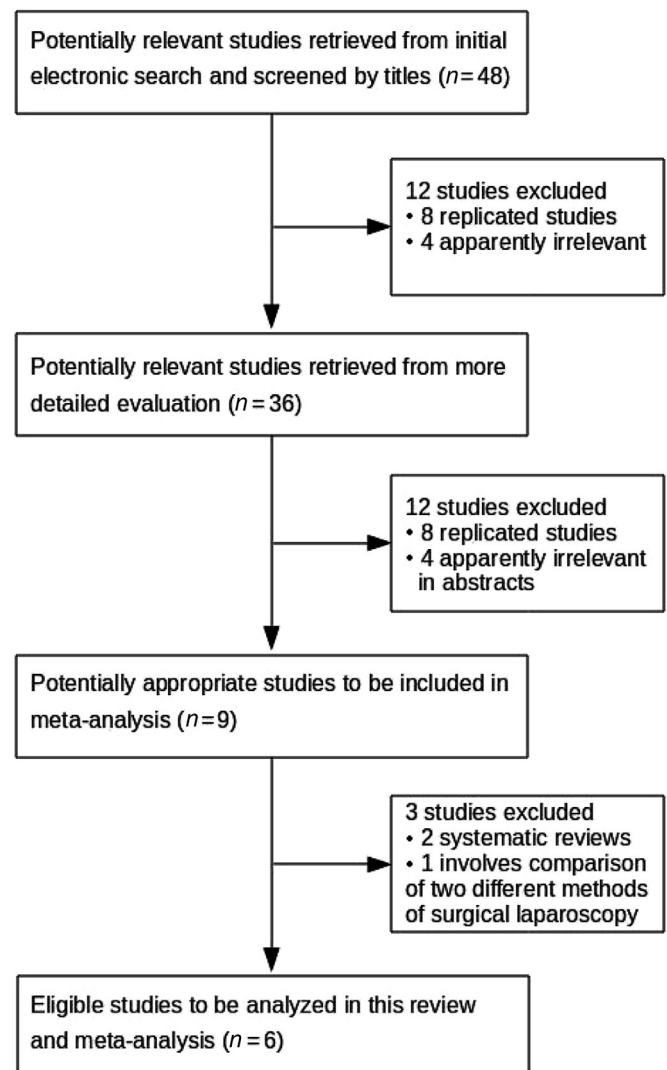 Potentially relevant studies retrieved from initial
electronic search and screened by titles (n=48)
12 studies excluded
• 8 replicated studies
• 4 apparently irrelevant
Potentially relevant studies retrieved from more
detailed evaluation (n=36)
12 studies excluded
• 8 replicated studies
• 4 apparently irrelevant
in abstracts
Potentially appropriate studies to be included in
meta-analysis (n=9)
3 studies excluded
• 2 systematic reviews
• 1 involves comparison
of two different methods
of surgical laparoscopy
Eligible studies to be analyzed in this review
and meta-analysis (n=6)